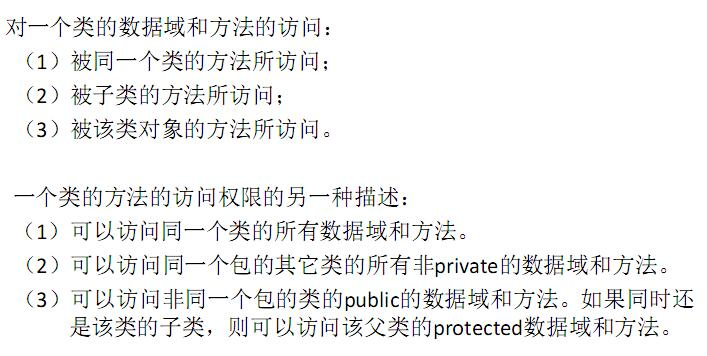 对一个类的数据域和方法的访问：
（1）被同一个类的方法所访问；
（2）被子类的方法所访问；
（3）被该类对象的方法所访问。
一个类的方法的访问权限的另一种描述：
（1）可以访问同一个类的所有数据域和方法。
（2）可以访问同一个包的其它类的所有非private的数据域和方法。
（3）可以访问非同一个包的类的public的数据域和方法。如果同时还
是该类的子类，则可以访问该父类的protected数据域和方法。